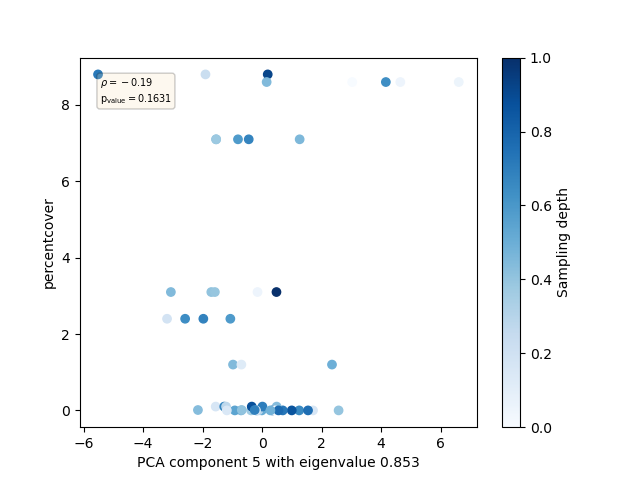 ρ = −0.19
pvalue = 0.1631
8
6
4
2
0
percentcover
−6 −4 −2 0 2 4 6
PCA component 5 with eigenvalue 0.853
1.0
0.8
0.6
0.4
0.2
0.0
Sampling depth